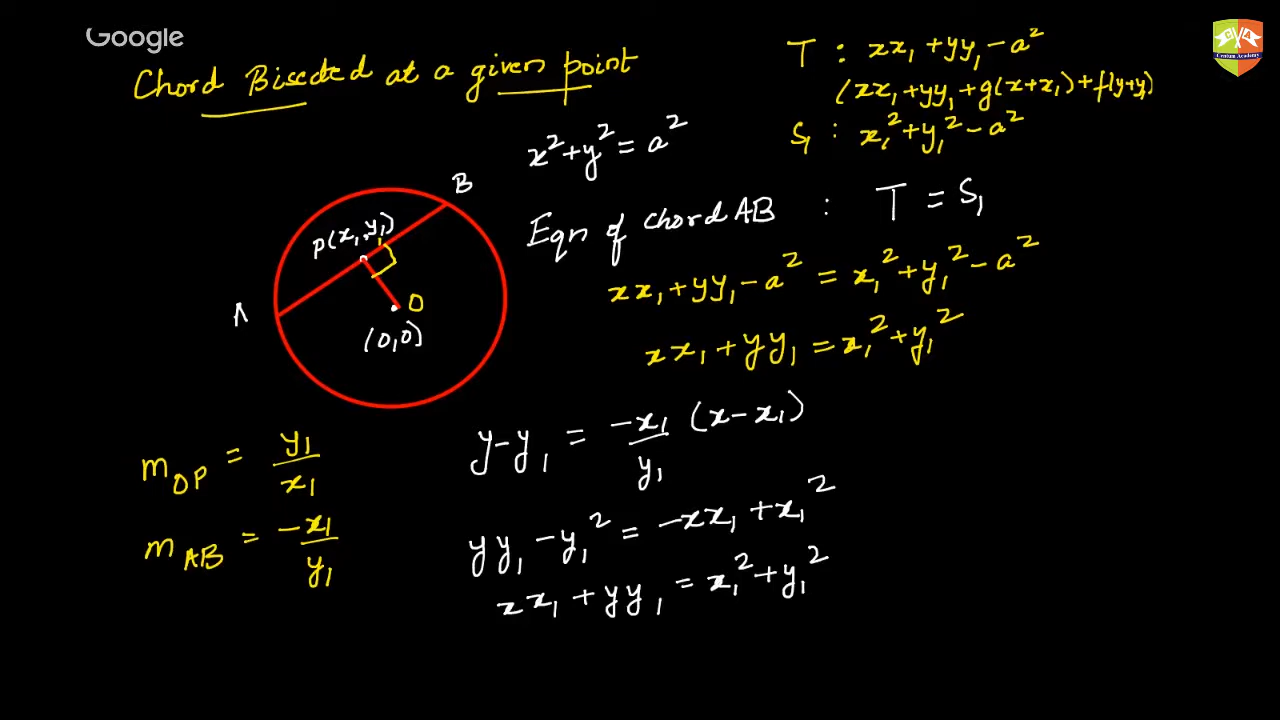 Google
Chord Bisected at a given point
T : xx₁ + yy₁ - a²
(xx₁ + yy₁ + g(x+x₁) + f(y+y₁)
S₁ : x₁² + y₁² - a²
x² + y² = a²
Eqn of chord AB : T = S₁
xx₁ + yy₁ - a² = x₁² + y₁² - a²
xx₁ + yy₁ = x₁² + y₁²
B
P(x₁, y₁)
A
O
(0,0)
m_OP = y₁/x₁
m_AB = -x₁/y₁
y - y₁ = -x₁/y₁ (x - x₁)
yy₁ - y₁² = -xx₁ + x₁²
xx₁ + yy₁ = x₁² + y₁²